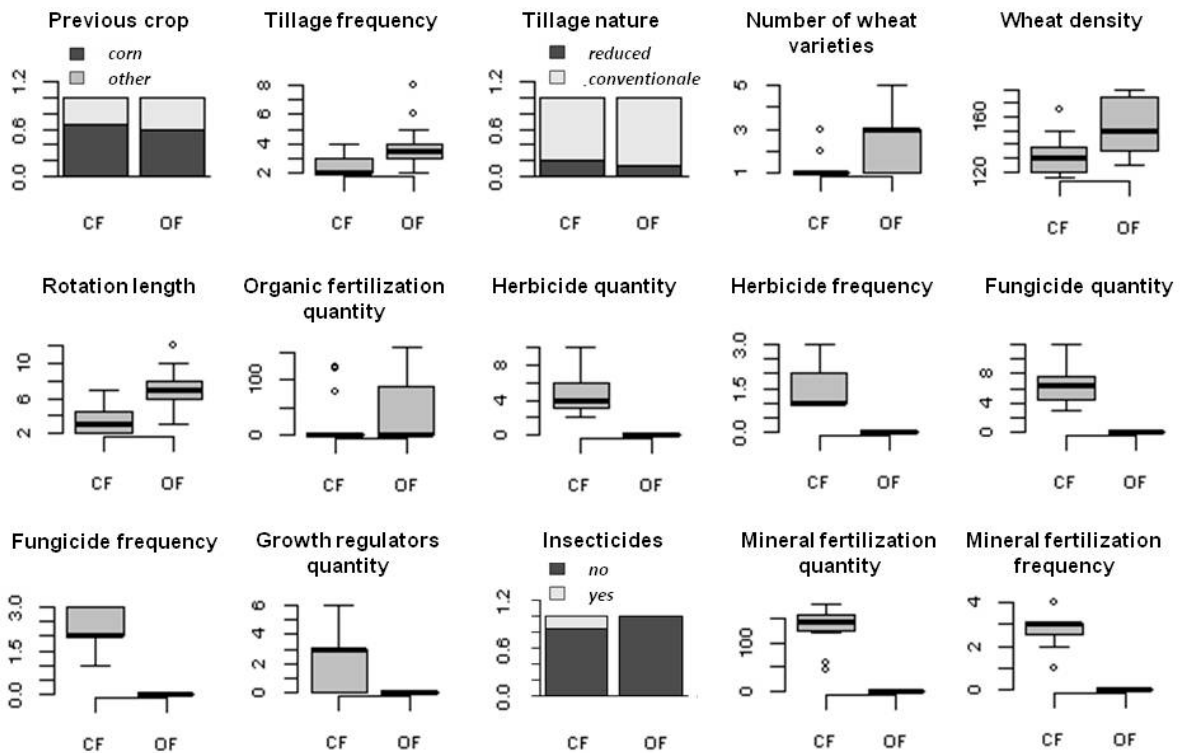 Previous crop
corn
other
1.2
0.6
0.0
CF OF
Tillage frequency
8
6
4
2
CF OF
Tillage nature
reduced
conventionale
1.2
0.6
0.0
CF OF
Number of wheat
varieties
5
3
1
CF OF
Wheat density
160
120
CF OF
Rotation length
10
6
2
CF OF
Organic fertilization
quantity
100
0
CF OF
Herbicide quantity
8
4
0
CF OF
Herbicide frequency
3.0
1.5
0.0
CF OF
Fungicide quantity
8
4
0
CF OF
Fungicide frequency
3.0
1.5
0.0
CF OF
Growth regulators
quantity
6
4
2
0
CF OF
Insecticides
no
yes
1.2
0.6
0.0
CF OF
Mineral fertilization
quantity
100
0
CF OF
Mineral fertilization
frequency
4
2
0
CF OF